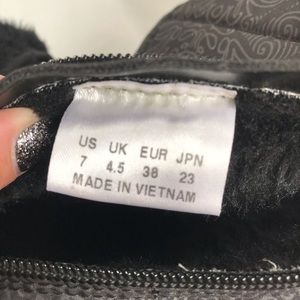 US UK EUR JPN
7 4.5 38 23
MADE IN VIETNAM